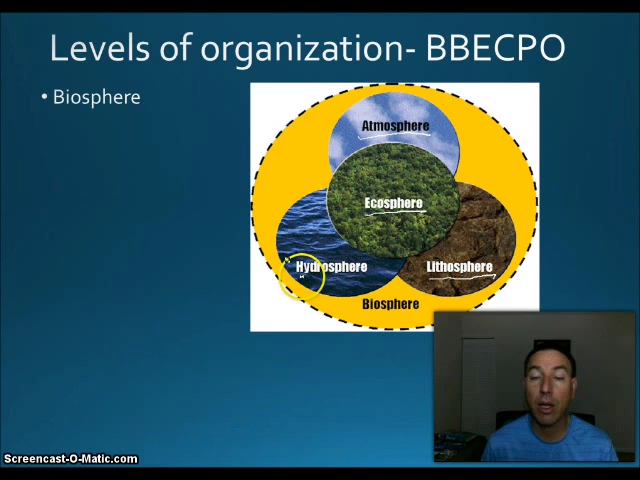 Levels of organization- BBECPO
• Biosphere
Atmosphere
Ecosphere
Hydrosphere
Lithosphere
Biosphere
Screencast-O-Matic.com